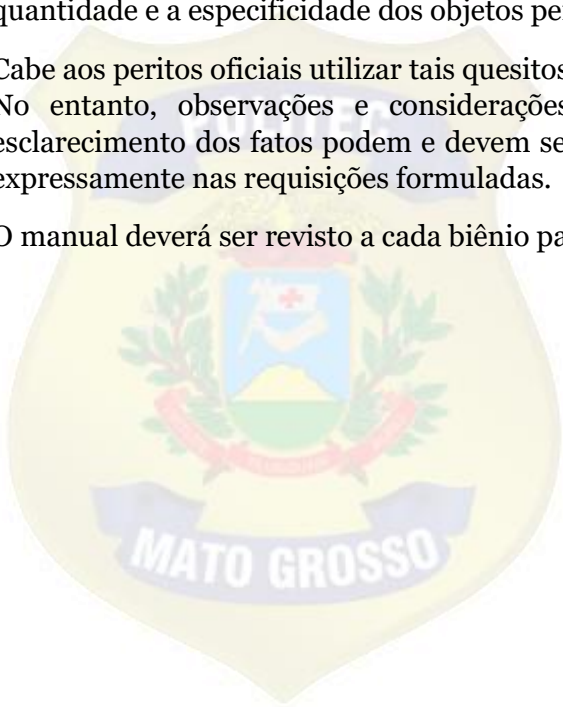 quantidade e a especificidade dos objetos per
Cabe aos peritos oficiais utilizar tais quesitos
No entanto, observações e considerações
esclarecimento dos fatos podem e devem se
expressamente nas requisições formuladas.
O manual deverá ser revisto a cada biênio pa
POLITEC
MATO GROSSO